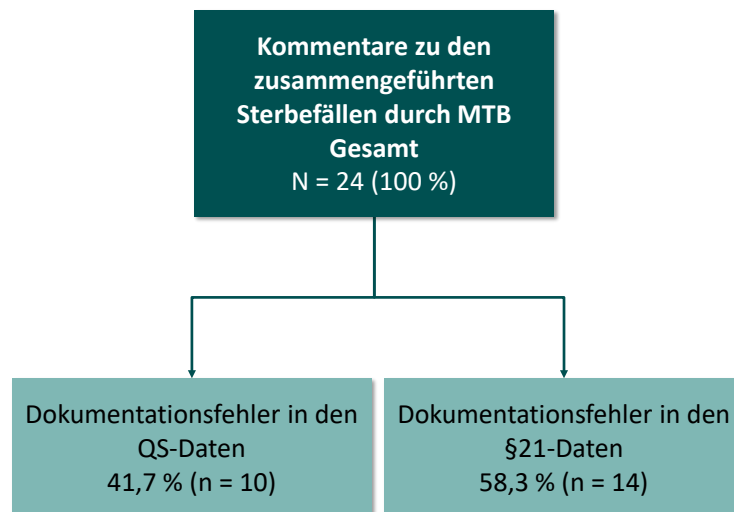 Kommentare zu den
zusammengeführten
Sterbefällen durch MTB
Gesamt
N = 24 (100 %)
Dokumentationsfehler in den
QS-Daten
41,7 % (n = 10)
Dokumentationsfehler in den
§21-Daten
58,3 % (n = 14)